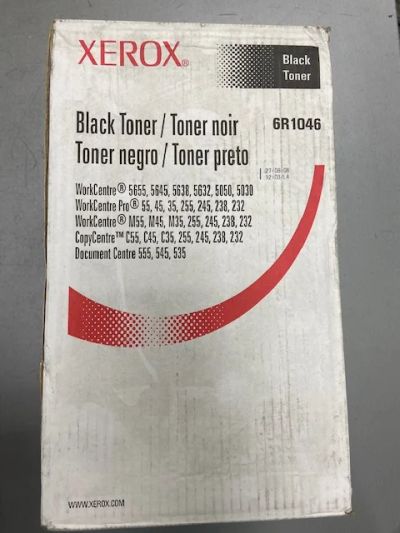 XEROX®
Black
Toner
Black Toner / Toner noir
Toner negro / Toner preto
6R1046
WorkCentre® 5655, 5645, 5638, 5632, 5050, 5030
WorkCentre Pro® 55, 45, 35, 255, 245, 238, 232
WorkCentre® M55, M45, M35, 255, 245, 238, 232
CopyCentre™ C55, C45, C35, 255, 245, 238, 232
Document Centre 555, 545, 535
WWW.XEROX.COM